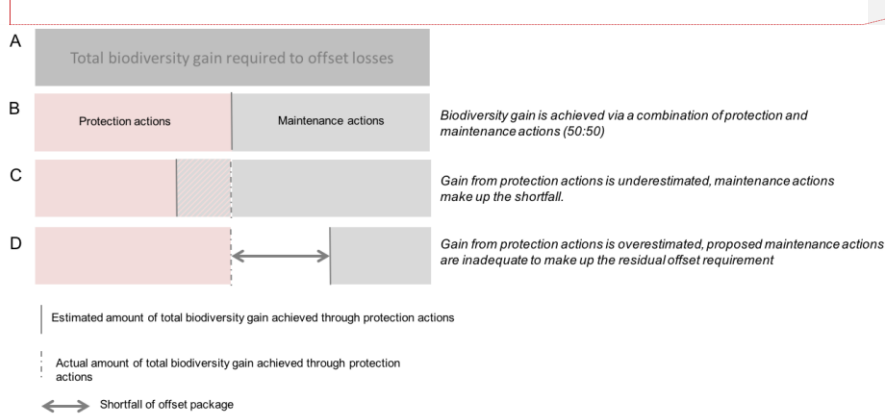 A
Total biodiversity gain required to offset losses
B
Protection actions
Maintenance actions
Biodiversity gain is achieved via a combination of protection and
maintenance actions (50:50)
C
Gain from protection actions is underestimated, maintenance actions
make up the shortfall.
D
Gain from protection actions is overestimated, proposed maintenance actions
are inadequate to make up the residual offset requirement
Estimated amount of total biodiversity gain achieved through protection actions
Actual amount of total biodiversity gain achieved through protection
actions
Shortfall of offset package